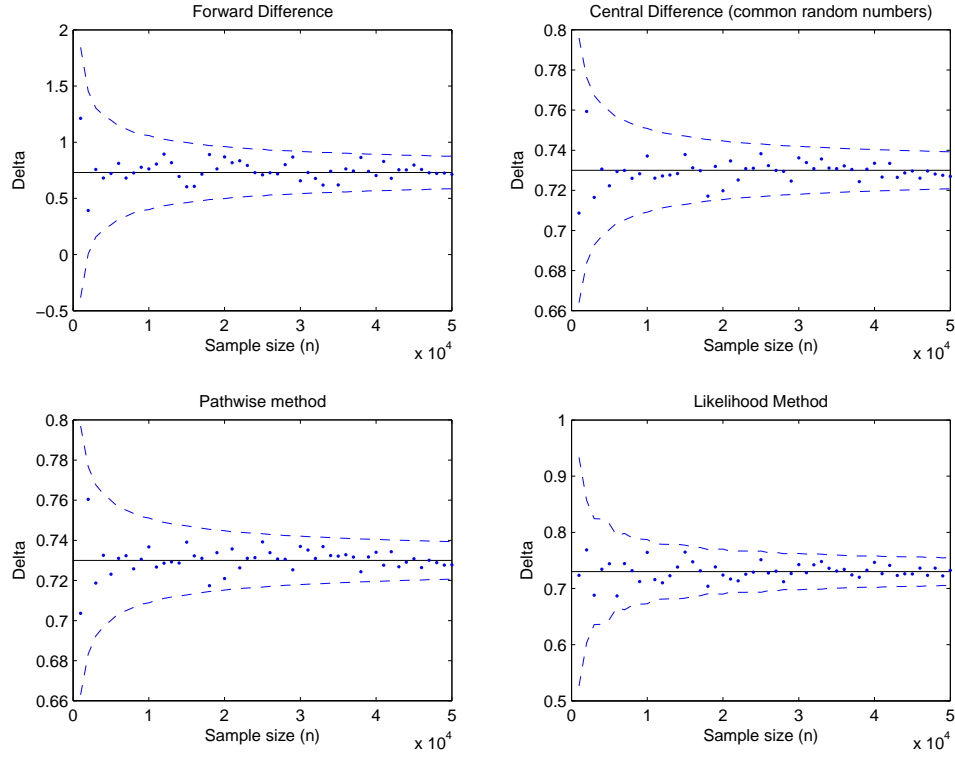 Forward Difference
2
1.5
1
0.5
0
−0.5
Delta
0 1 2 3 4 5
Sample size (n)
x 10^4
Central Difference (common random numbers)
0.8
0.78
0.76
0.74
0.72
0.7
0.68
0.66
Delta
0 1 2 3 4 5
Sample size (n)
x 10^4
Pathwise method
0.8
0.78
0.76
0.74
0.72
0.7
0.68
0.66
Delta
0 1 2 3 4 5
Sample size (n)
x 10^4
Likelihood Method
1
0.9
0.8
0.7
0.6
0.5
Delta
0 1 2 3 4 5
Sample size (n)
x 10^4